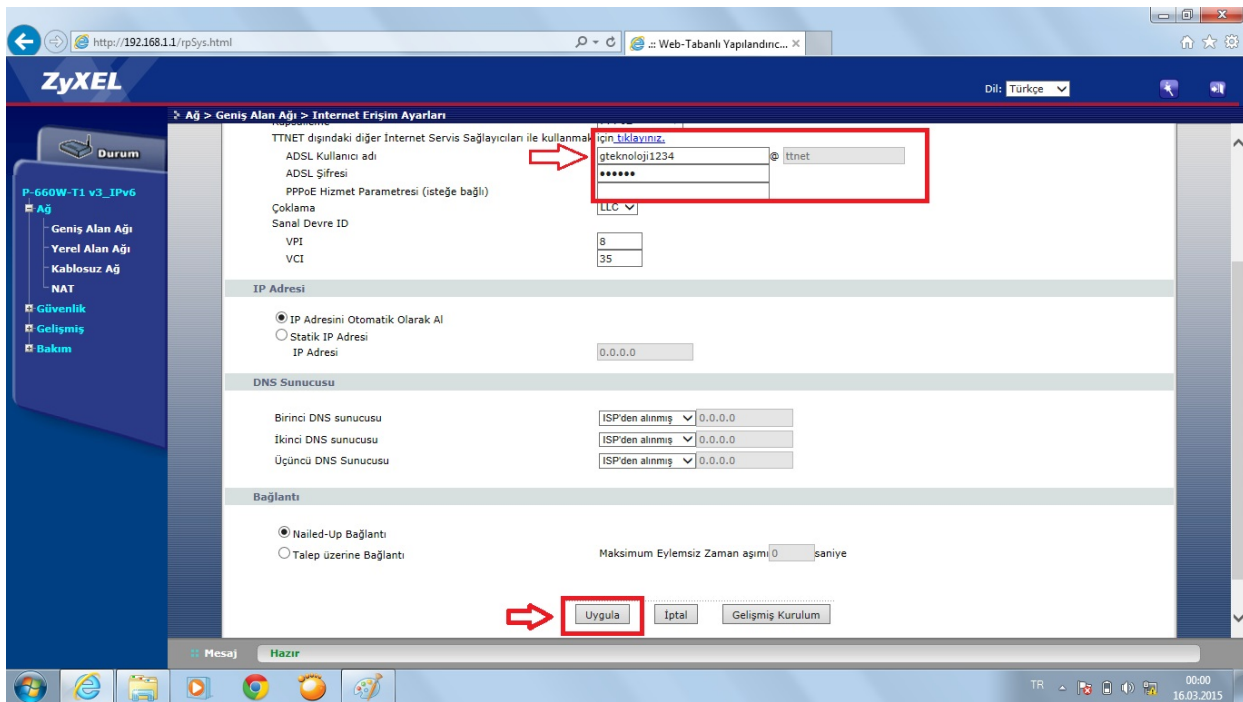 http://192.168.1.1/rpSys.html
.:: Web-Tabanlı Yapılandırıc...
ZyXEL
Dil: Türkçe
Ağ > Geniş Alan Ağı > Internet Erişim Ayarları
Durum
P-660W-T1 v3_IPv6
Ağ
Geniş Alan Ağı
Yerel Alan Ağı
Kablosuz Ağ
NAT
Güvenlik
Gelişmiş
Bakım
TTNET dışındaki diğer İnternet Servis Sağlayıcıları ile kullanmak için tıklayınız.
ADSL Kullanıcı adı gteknoloji1234 @ ttnet
ADSL Şifresi ••••••
PPPoE Hizmet Parametresi (isteğe bağlı)
Çoklama LLC
Sanal Devre ID
VPI 8
VCI 35
IP Adresi
IP Adresini Otomatik Olarak Al
Statik IP Adresi
IP Adresi 0.0.0.0
DNS Sunucusu
Birinci DNS sunucusu ISP'den alınmış 0.0.0.0
İkinci DNS sunucusu ISP'den alınmış 0.0.0.0
Üçüncü DNS Sunucusu ISP'den alınmış 0.0.0.0
Bağlantı
Nailed-Up Bağlantı
Talep üzerine Bağlantı Maksimum Eylemsiz Zaman aşımı 0 saniye
Uygula İptal Gelişmiş Kurulum
Mesaj Hazır
TR 00:00
16.03.2015